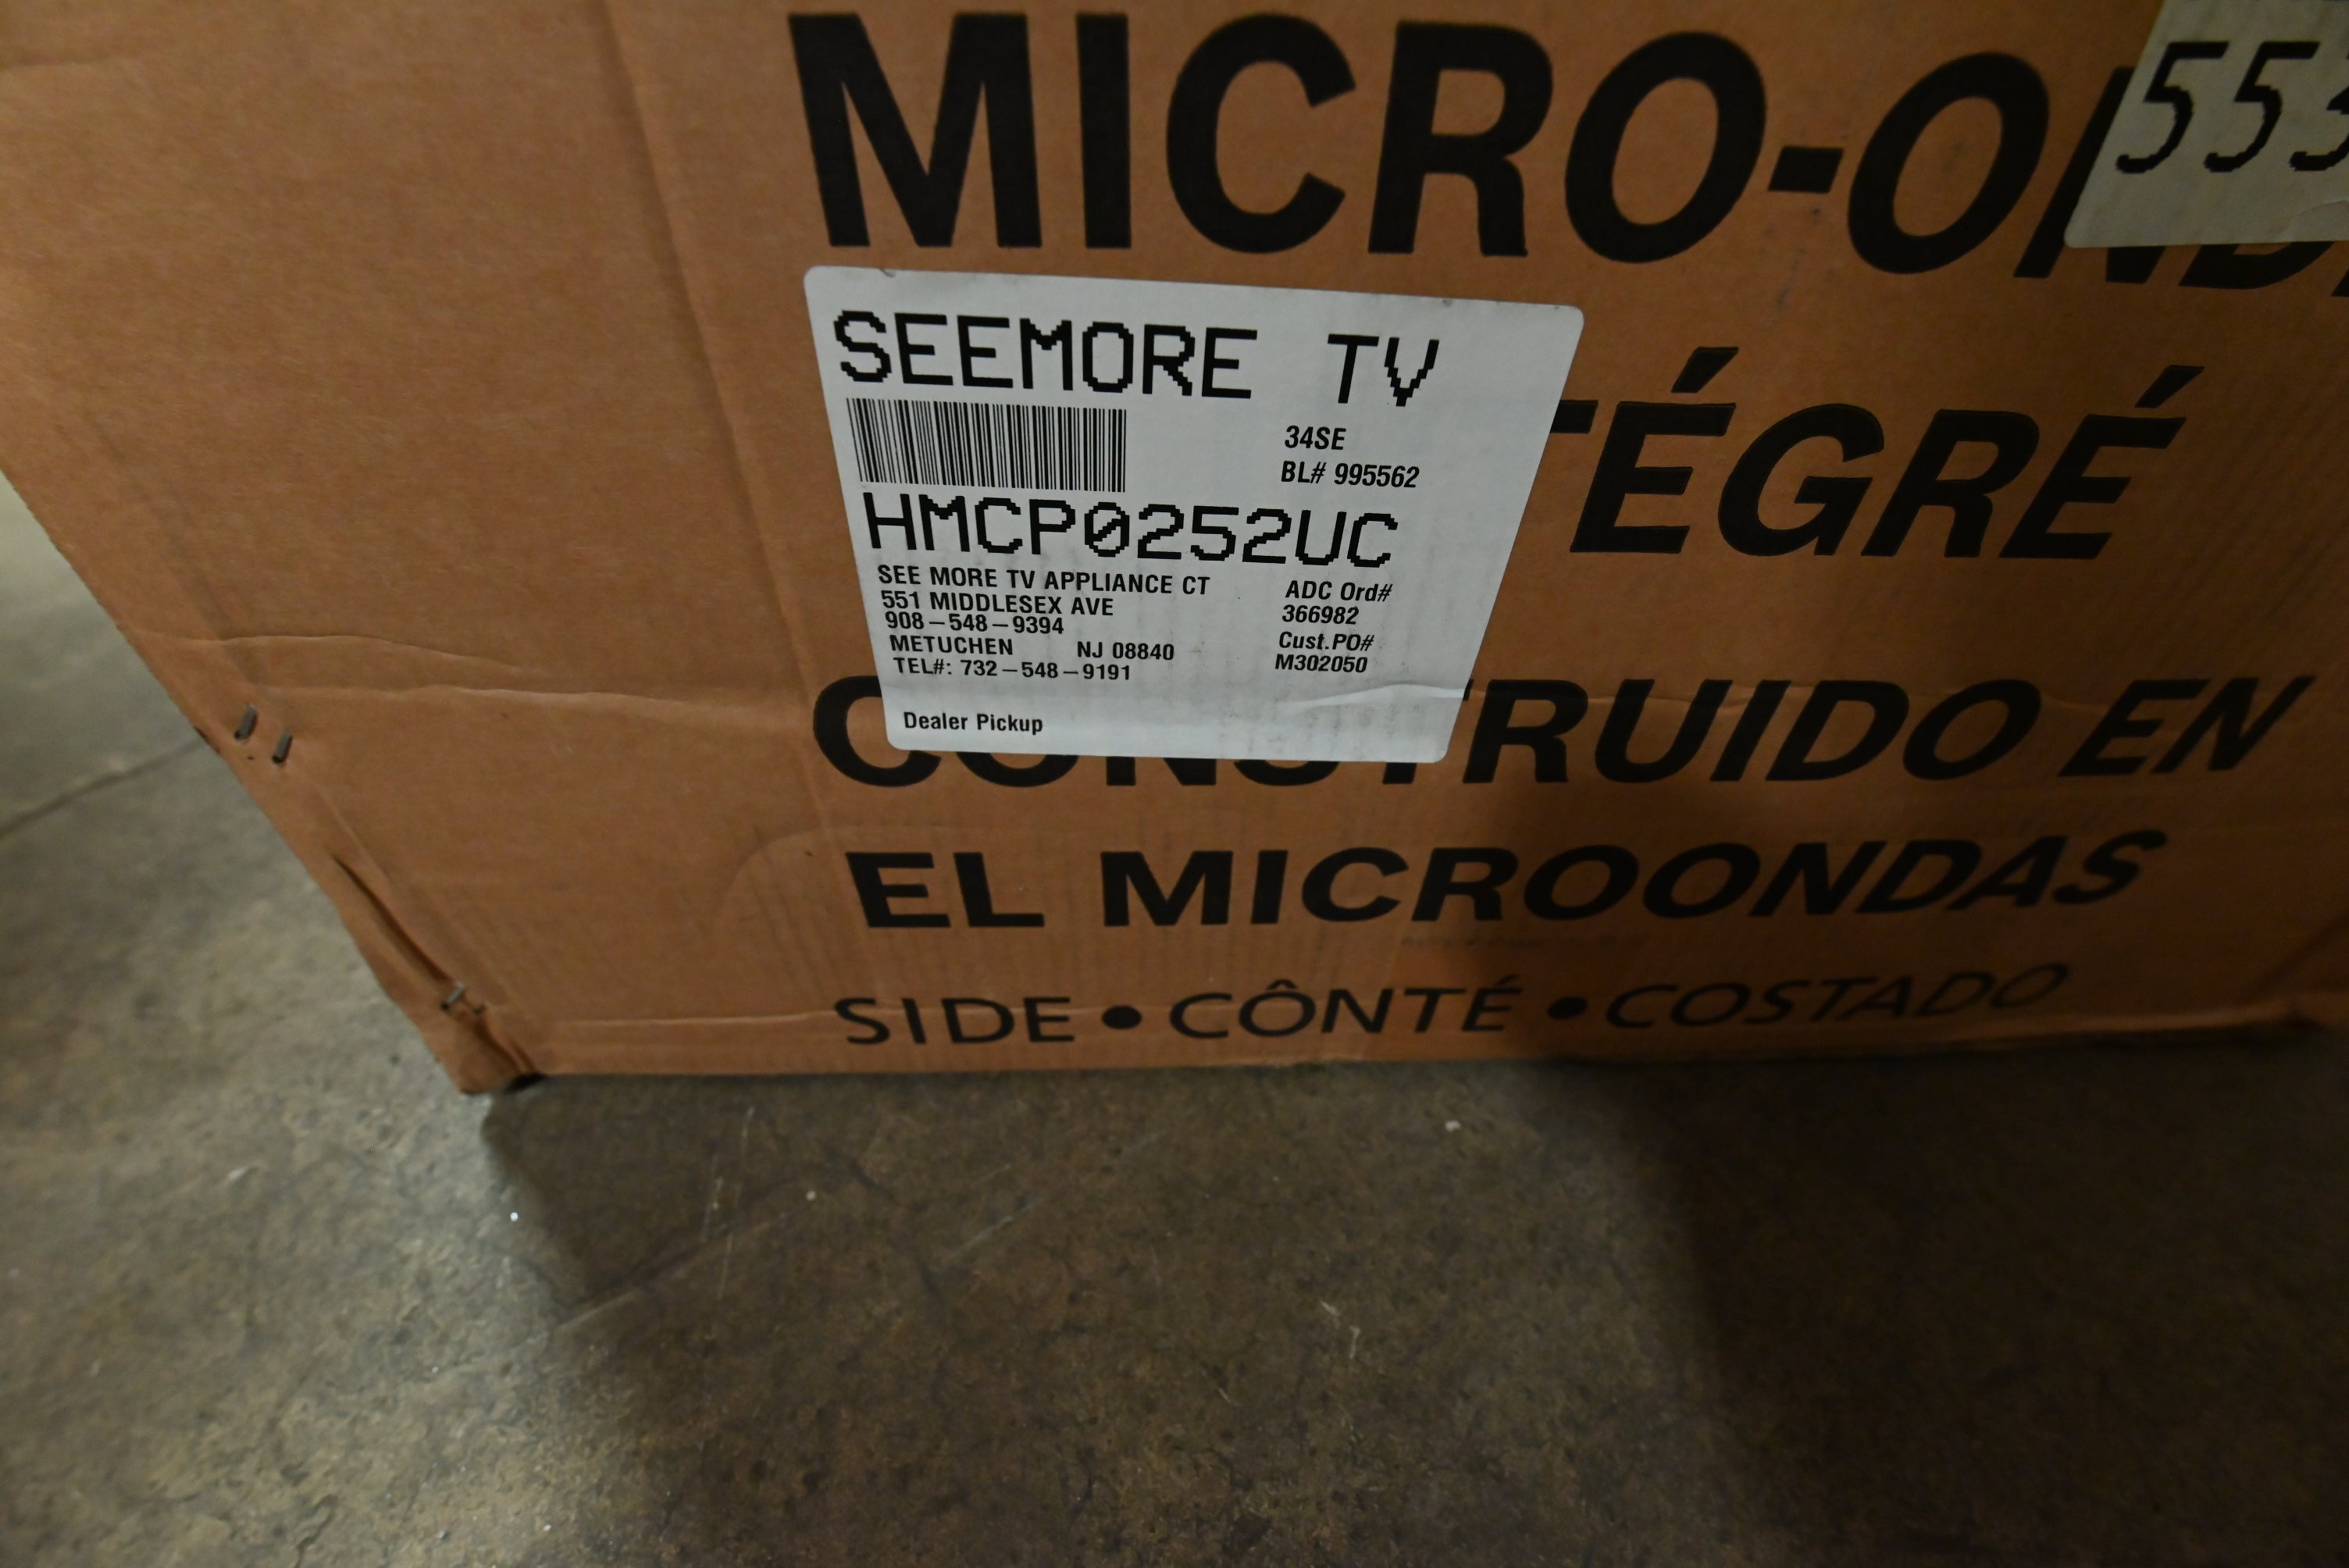 MICRO-OND
553
SEEMORE TV
34SE
BL# 995562
HMCP0252UC
SEE MORE TV APPLIANCE CT
551 MIDDLESEX AVE
908-548-9394
METUCHEN NJ 08840
TEL#: 732-548-9191
ADC Ord#
366982
Cust.PO#
M302050
Dealer Pickup
TÉGRÉ
CONSTRUIDO EN
EL MICROONDAS
SIDE • CÔNTÉ • COSTADO